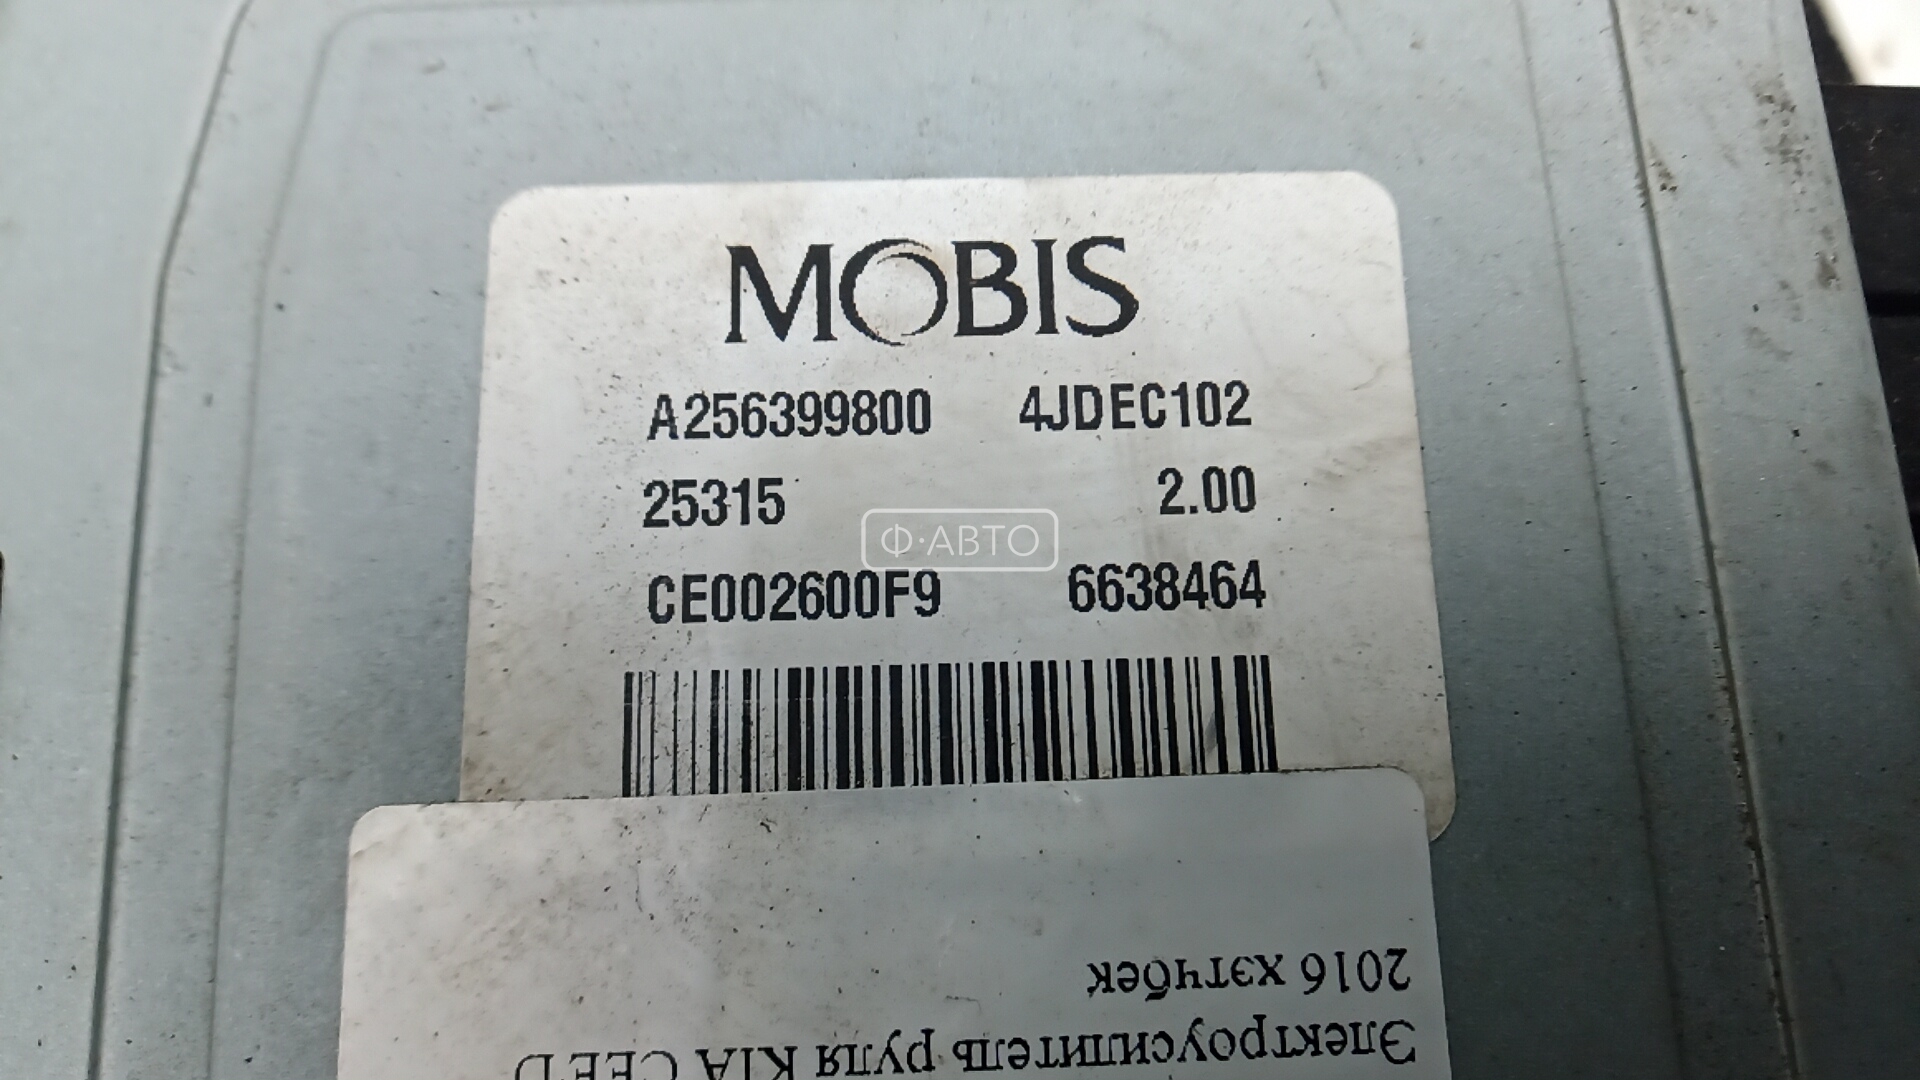 MOBIS
A256399800 4JDEC102
25315 2.00
CE002600F9 6638464
Ф·АВТО
Электроусилитель руля KIA CEED
2016 хэтчбек